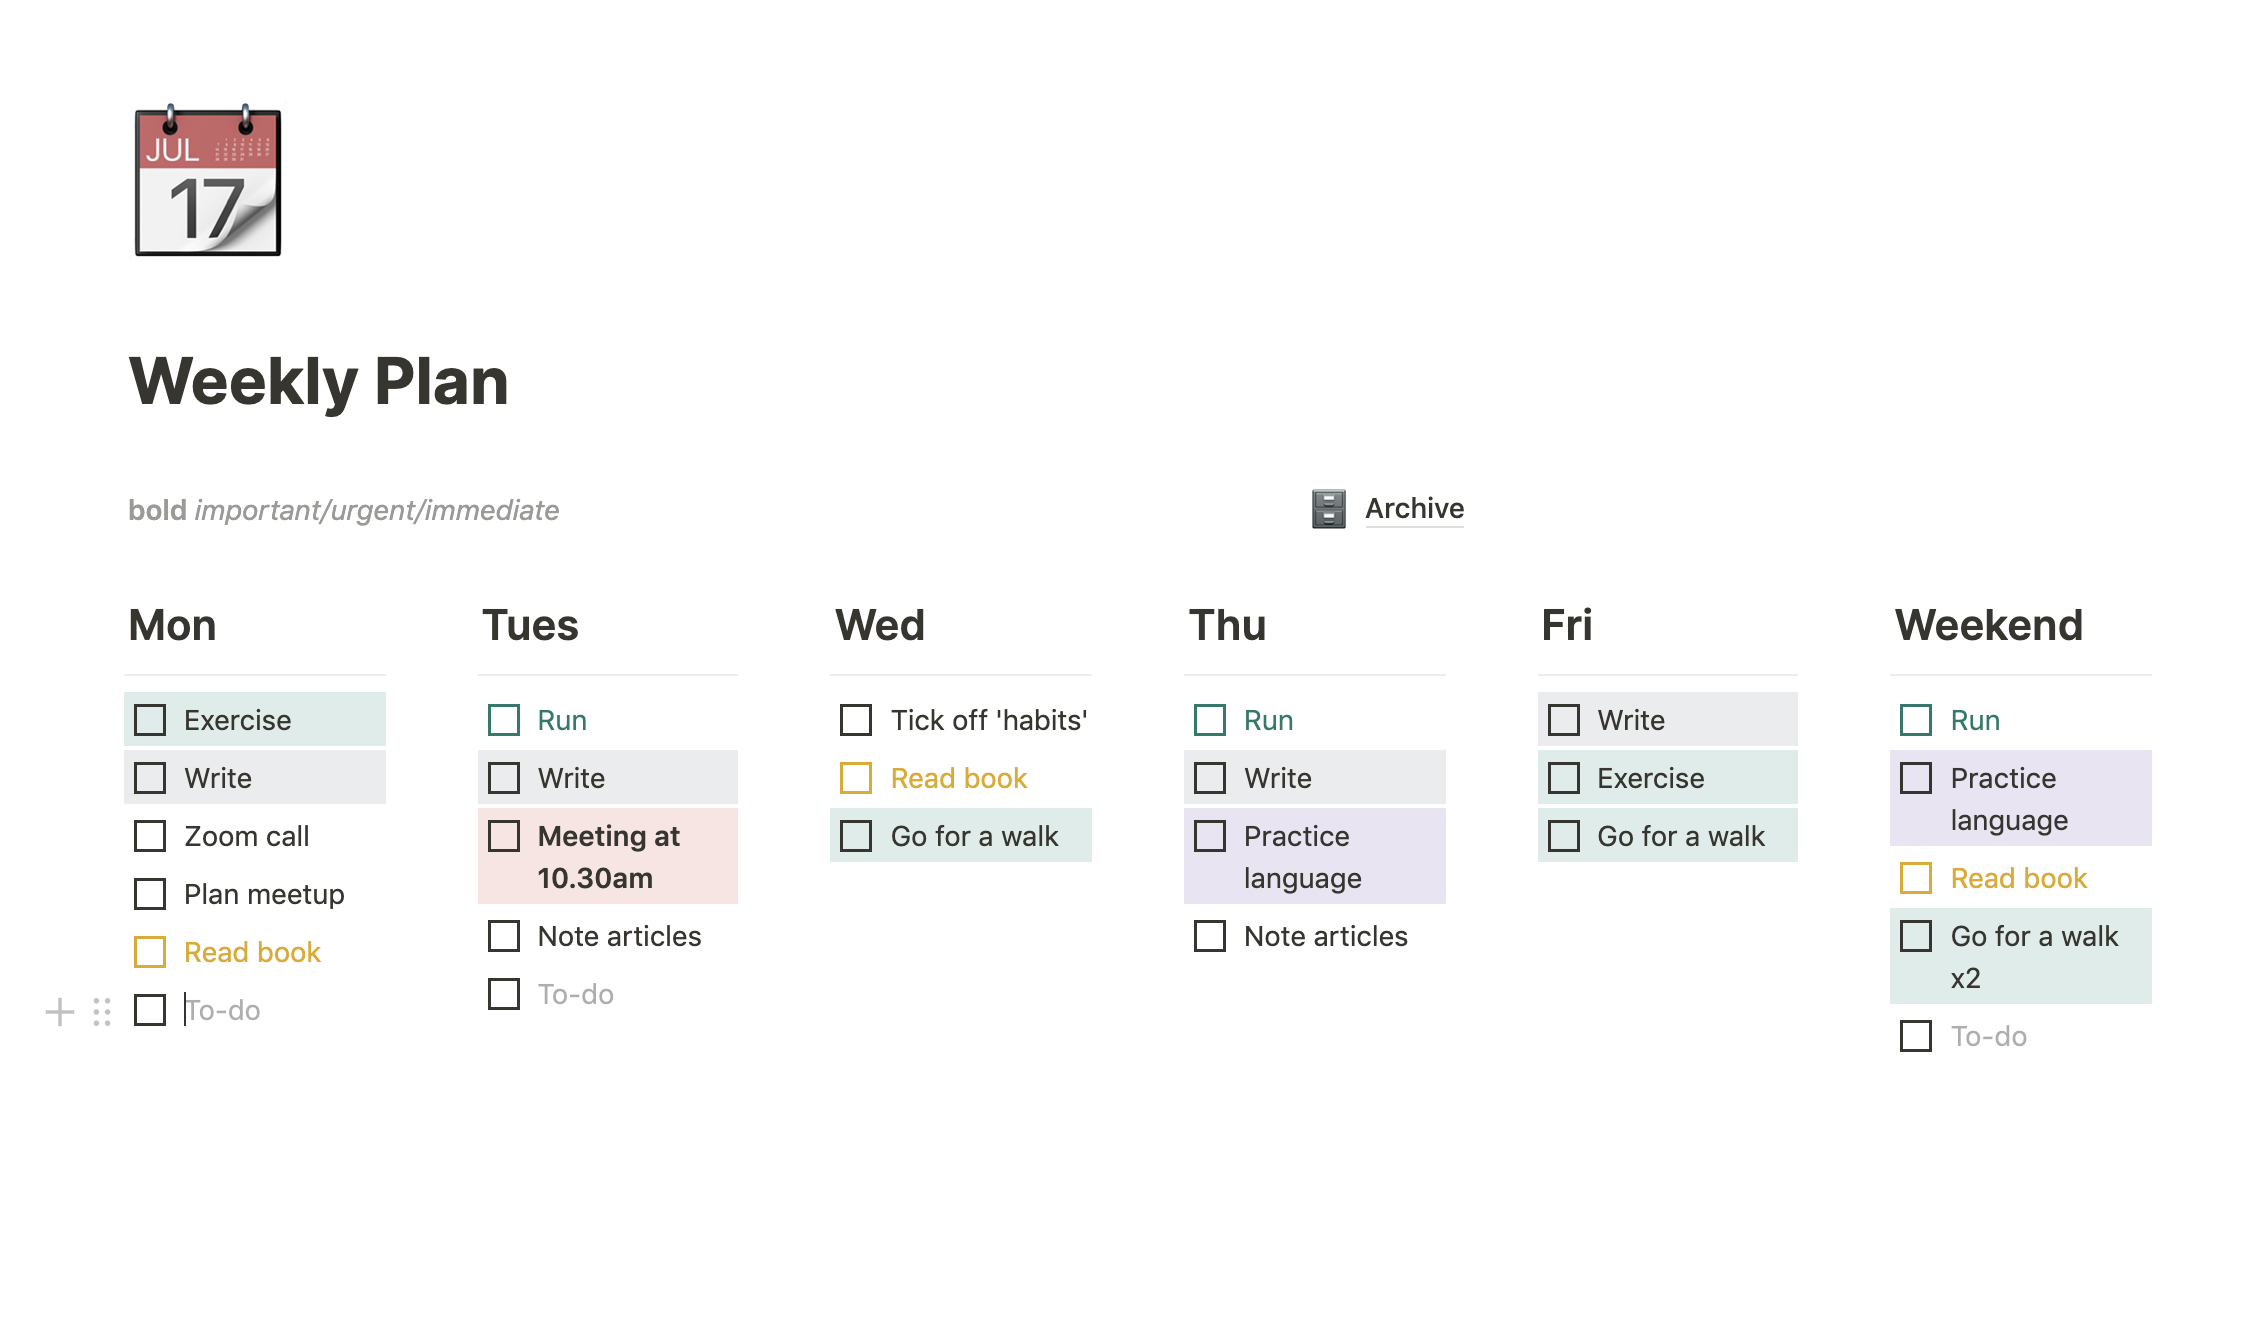 JUL
17
Weekly Plan
bold important/urgent/immediate
Archive
Mon
Exercise
Write
Zoom call
Plan meetup
Read book
To-do
Tues
Run
Write
Meeting at
10.30am
Note articles
To-do
Wed
Tick off 'habits'
Read book
Go for a walk
Thu
Run
Write
Practice
language
Note articles
Fri
Write
Exercise
Go for a walk
Weekend
Run
Practice
language
Read book
Go for a walk
x2
To-do